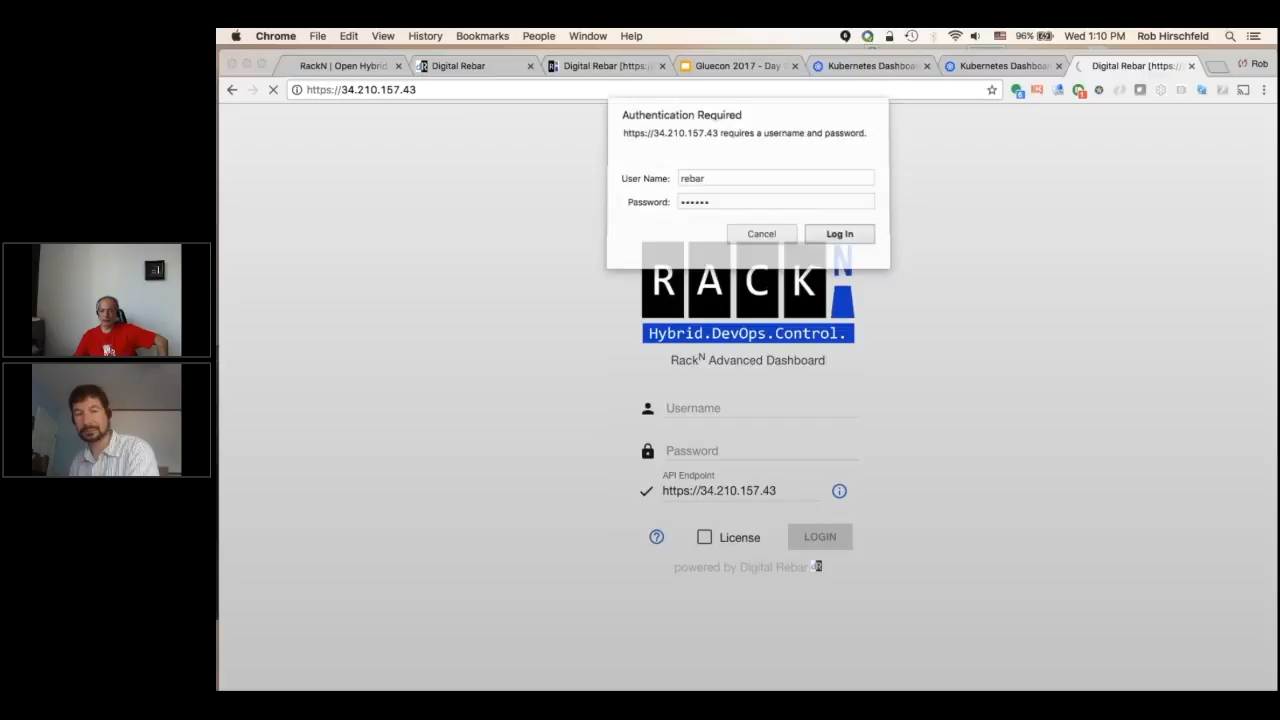 Chrome File Edit View History Bookmarks People Window Help 96% Wed 1:10 PM Rob Hirschfeld
RackN | Open Hybrid Digital Rebar Digital Rebar [https:/ Gluecon 2017 - Day Kubernetes Dashboa Kubernetes Dashboar Digital Rebar [https:/ Rob
https://34.210.157.43
Authentication Required
https://34.210.157.43 requires a username and password.
User Name: rebar
Password: ••••••
Cancel Log In
RACKN
Hybrid.DevOps.Control.
RackN Advanced Dashboard
Username
Password
API Endpoint
https://34.210.157.43
License LOGIN
powered by Digital Rebar